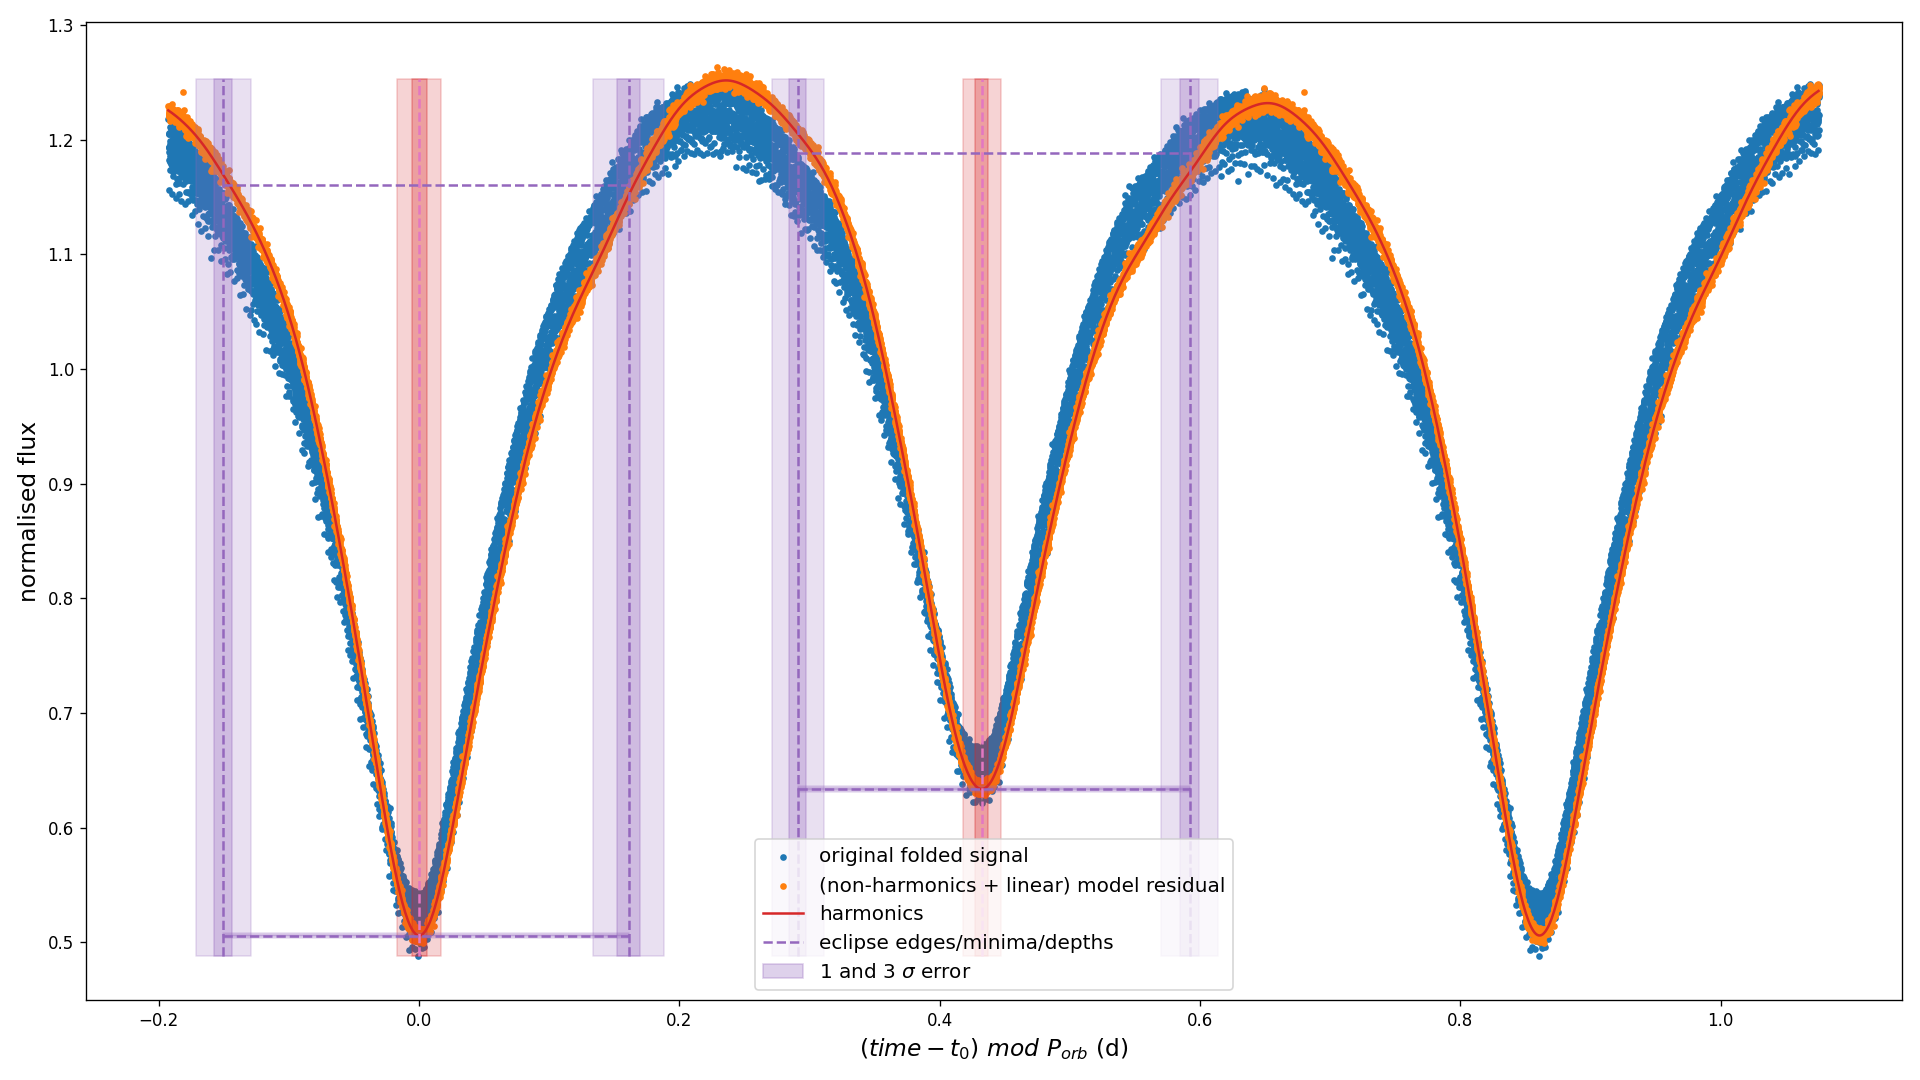 1.3
1.2
1.1
1.0
0.9
0.8
0.7
0.6
0.5
normalised flux
original folded signal
(non-harmonics + linear) model residual
harmonics
eclipse edges/minima/depths
1 and 3 σ error
−0.2
0.0
0.2
0.4
0.6
0.8
1.0
(time − t₀) mod Pₒᵣb (d)